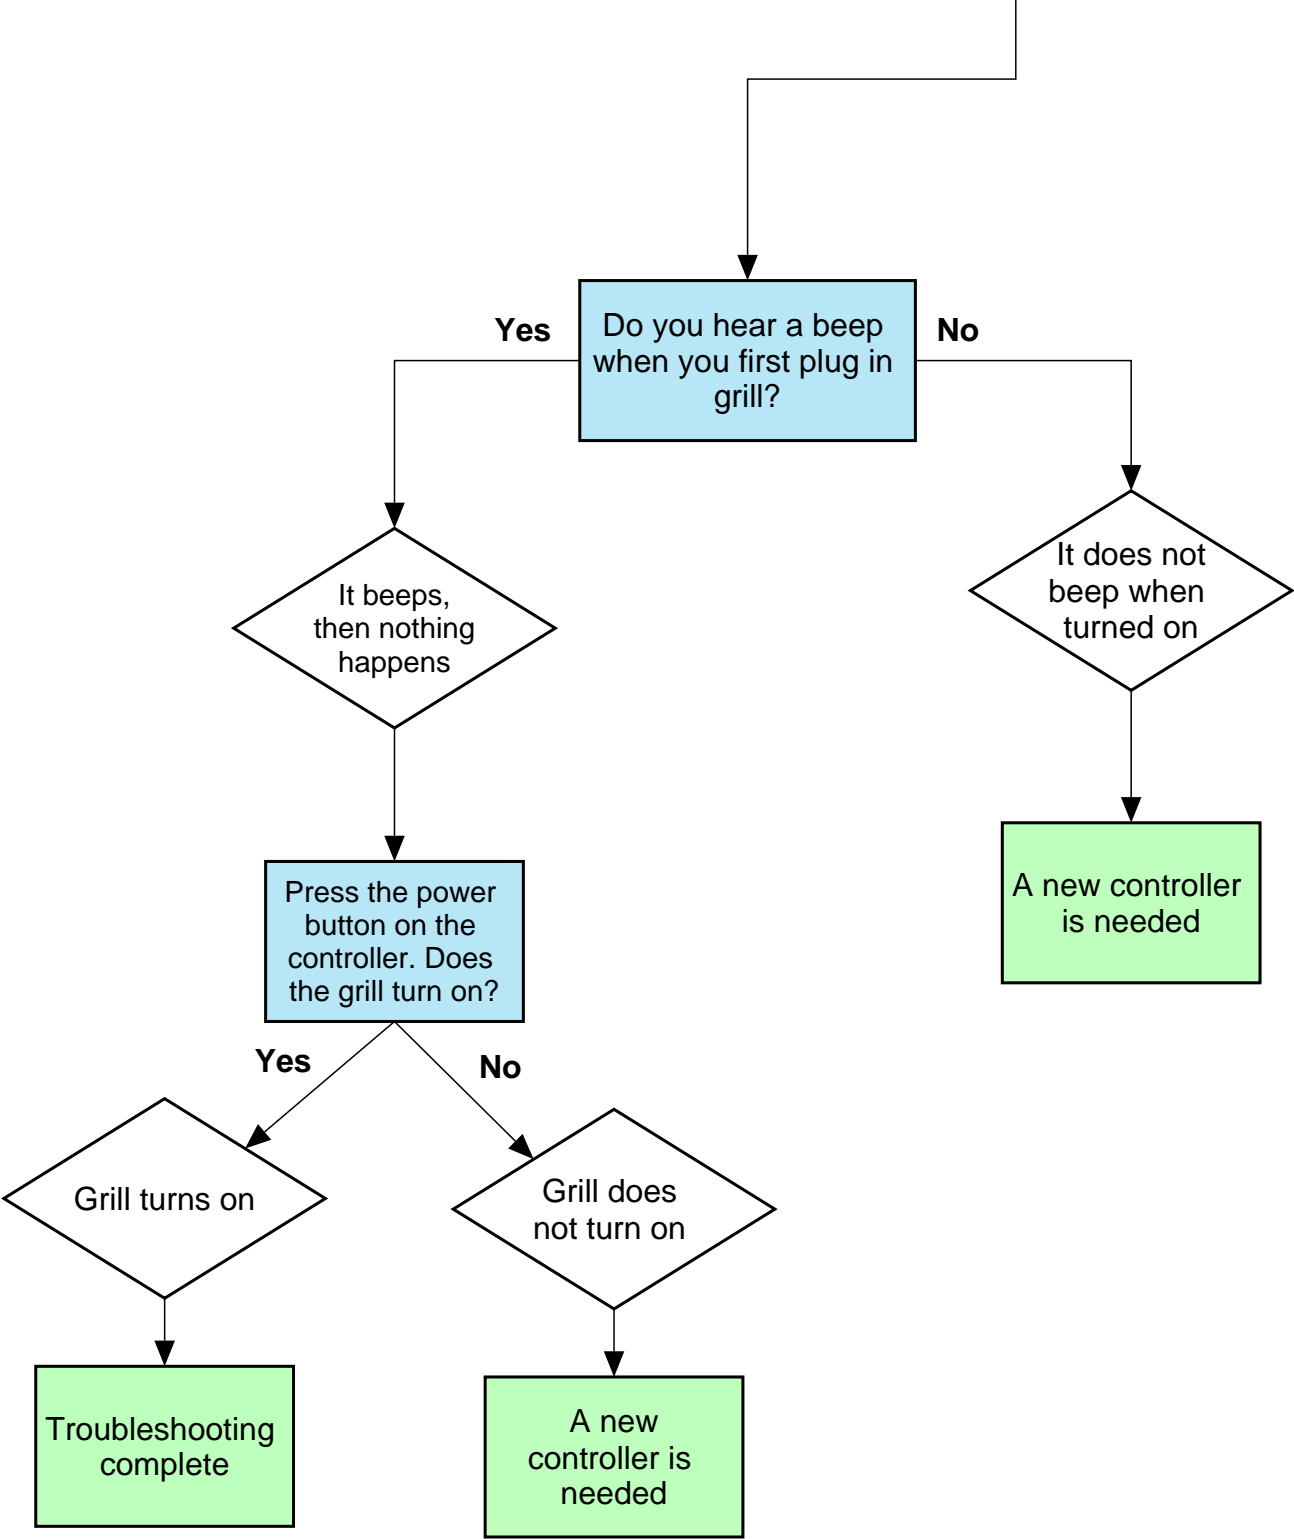 Yes
Do you hear a beep
when you first plug in
grill?
No
It beeps,
then nothing
happens
It does not
beep when
turned on
Press the power
button on the
controller. Does
the grill turn on?
A new controller
is needed
Yes
No
Grill turns on
Grill does
not turn on
Troubleshooting
complete
A new
controller is
needed